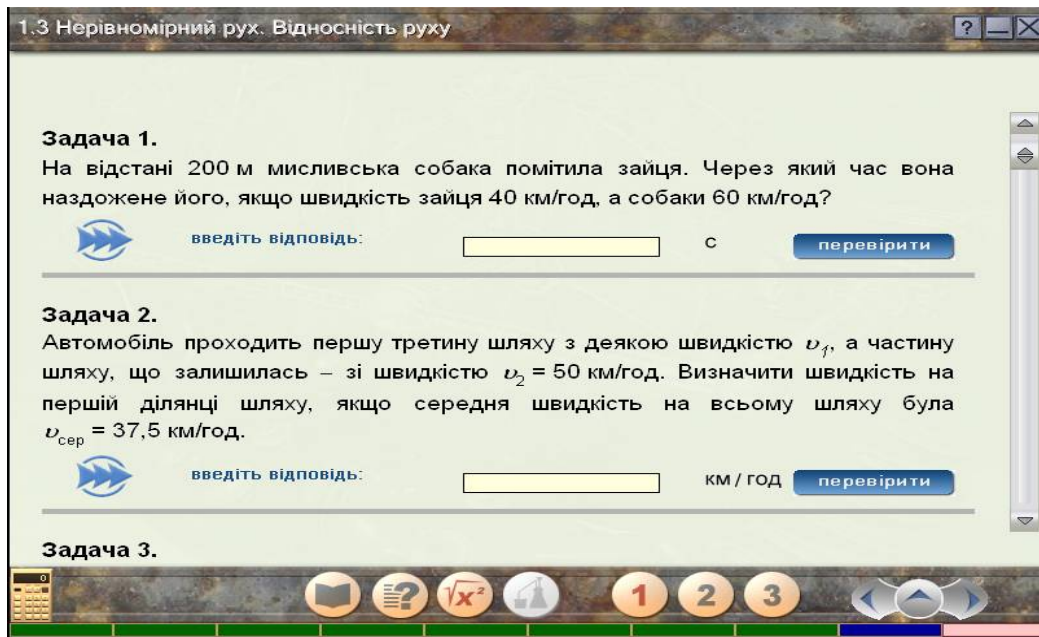 1.3 Нерівномірний рух. Відносність руху
?
Задача 1.
На відстані 200 м мисливська собака помітила зайця. Через який час вона
наздожене його, якщо швидкість зайця 40 км/год, а собаки 60 км/год?
введіть відповідь: с перевірити
Задача 2.
Автомобіль проходить першу третину шляху з деякою швидкістю υ₁, а частину
шляху, що залишилась – зі швидкістю υ₂ = 50 км/год. Визначити швидкість на
першій ділянці шляху, якщо середня швидкість на всьому шляху була
υсер = 37,5 км/год.
введіть відповідь: км / год перевірити
Задача 3.
0
? √x² 1 2 3